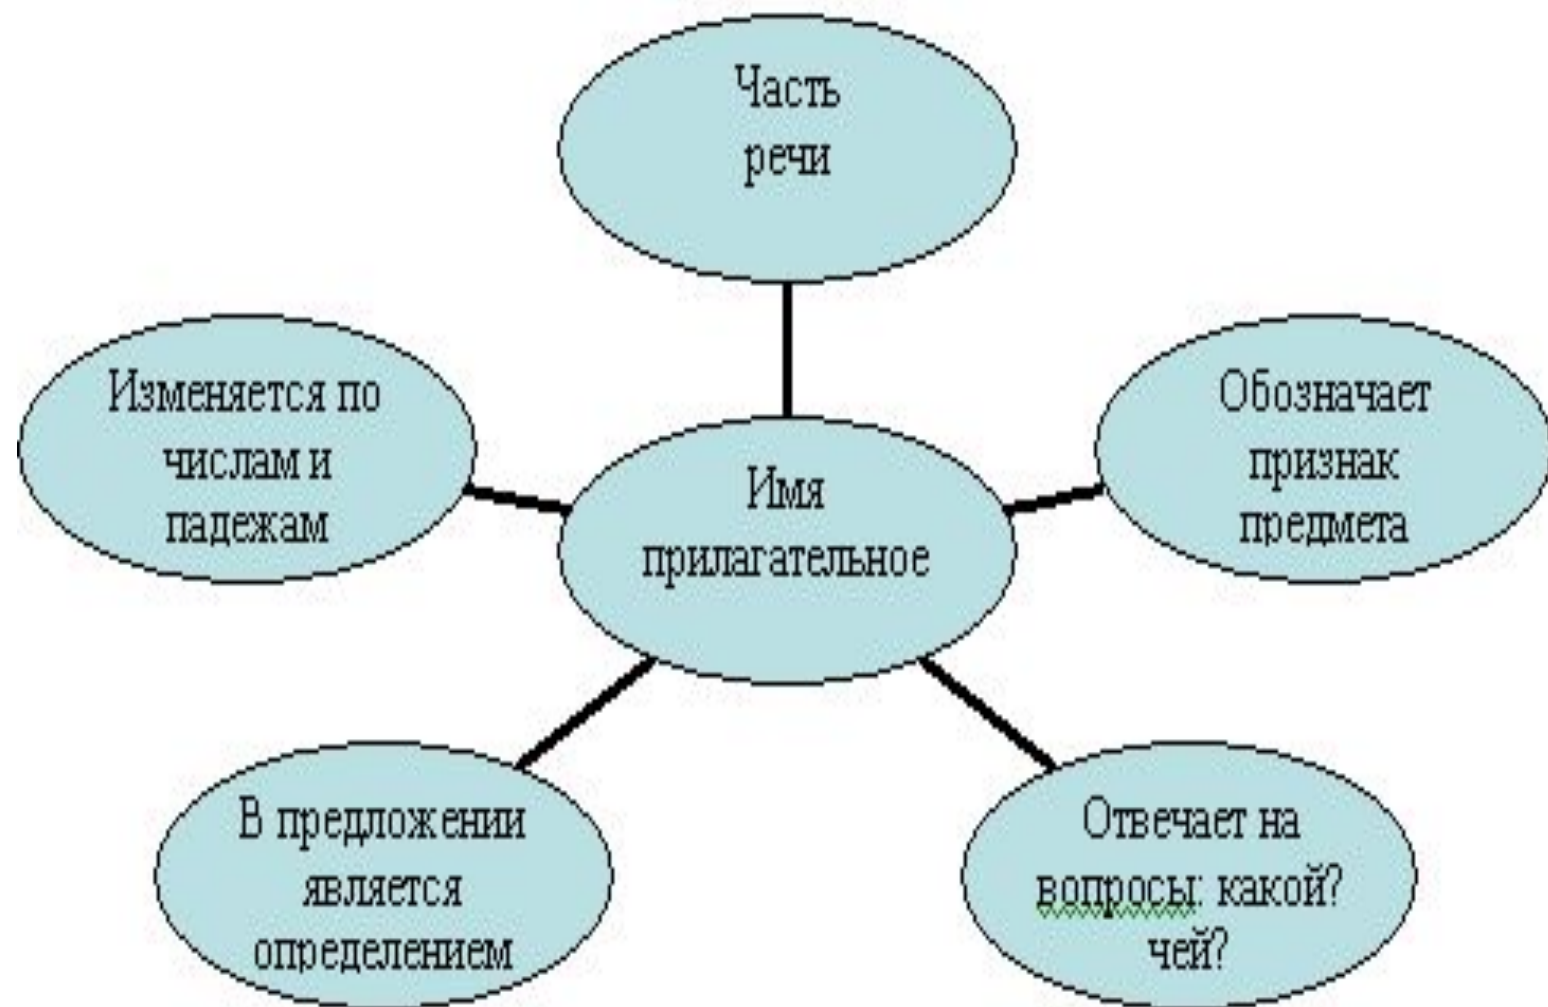 Часть
речи
Изменяется по
числам и
падежам
Обозначает
признак
предмета
Имя
прилагательное
В предложении
является
определением
Отвечает на
вопросы: какой?
чей?